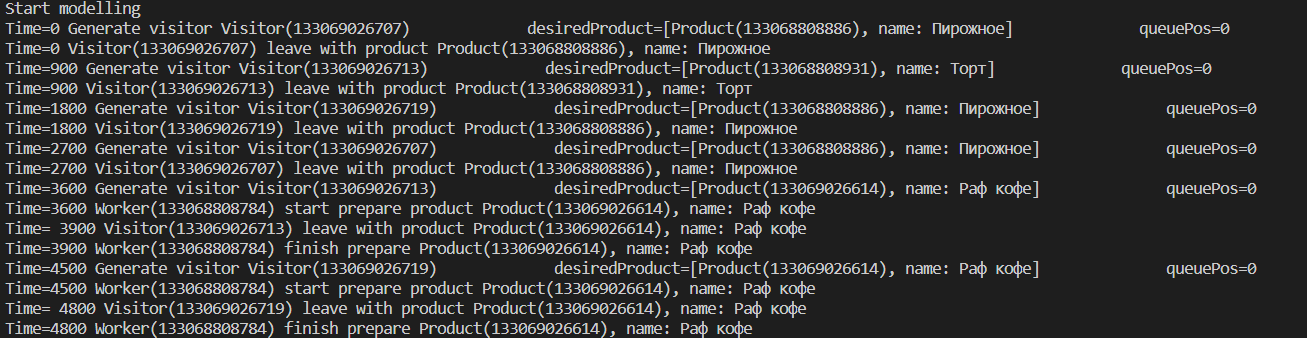 Start modelling
Time=0 Generate visitor Visitor(133069026707) desiredProduct=[Product(133068808886), name: Пирожное] queuePos=0
Time=0 Visitor(133069026707) leave with product Product(133068808886), name: Пирожное
Time=900 Generate visitor Visitor(133069026713) desiredProduct=[Product(133068808931), name: Торт] queuePos=0
Time=900 Visitor(133069026713) leave with product Product(133068808931), name: Торт
Time=1800 Generate visitor Visitor(133069026719) desiredProduct=[Product(133068808886), name: Пирожное] queuePos=0
Time=1800 Visitor(133069026719) leave with product Product(133068808886), name: Пирожное
Time=2700 Generate visitor Visitor(133069026707) desiredProduct=[Product(133068808886), name: Пирожное] queuePos=0
Time=2700 Visitor(133069026707) leave with product Product(133068808886), name: Пирожное
Time=3600 Generate visitor Visitor(133069026713) desiredProduct=[Product(133069026614), name: Раф кофе] queuePos=0
Time=3600 Worker(133068808784) start prepare product Product(133069026614), name: Раф кофе
Time= 3900 Visitor(133069026713) leave with product Product(133069026614), name: Раф кофе
Time=3900 Worker(133068808784) finish prepare Product(133069026614), name: Раф кофе
Time=4500 Generate visitor Visitor(133069026719) desiredProduct=[Product(133069026614), name: Раф кофе] queuePos=0
Time=4500 Worker(133068808784) start prepare product Product(133069026614), name: Раф кофе
Time= 4800 Visitor(133069026719) leave with product Product(133069026614), name: Раф кофе
Time=4800 Worker(133068808784) finish prepare Product(133069026614), name: Раф кофе